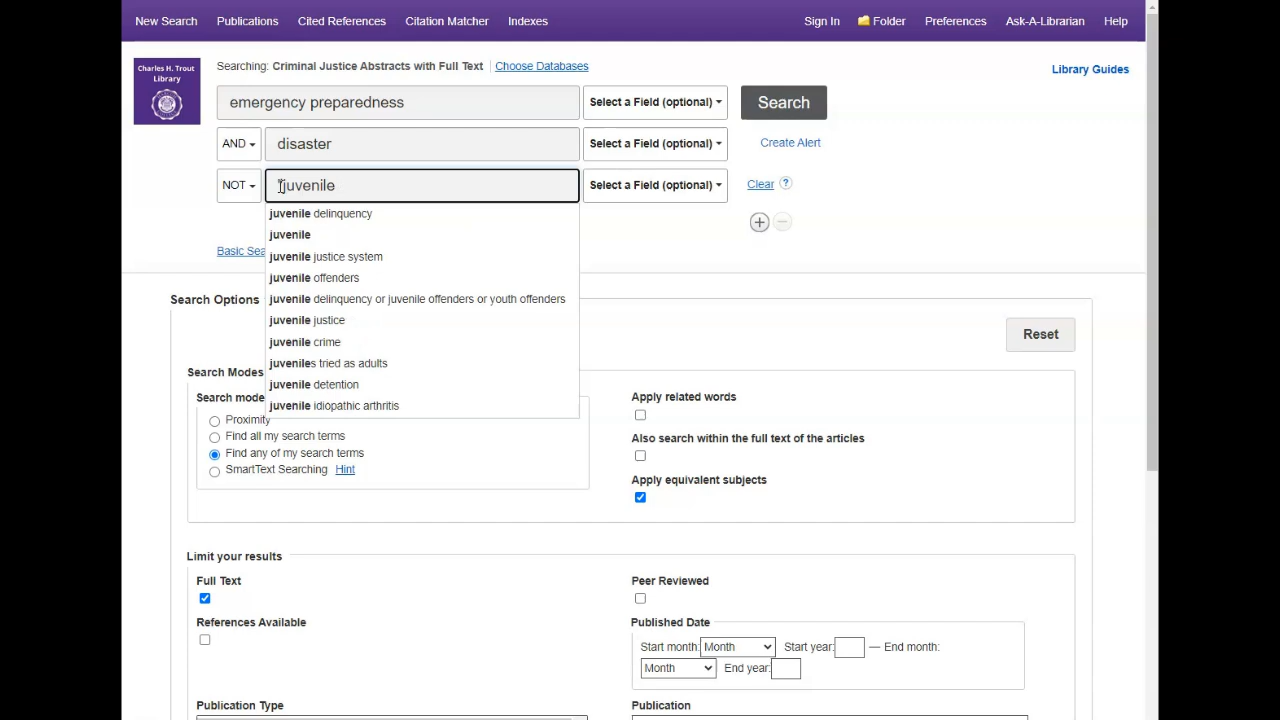 New Search Publications Cited References Citation Matcher Indexes Sign In Folder Preferences Ask-A-Librarian Help
Charles H. Trout
Library
Searching: Criminal Justice Abstracts with Full Text Choose Databases
Library Guides
emergency preparedness Select a Field (optional) Search
AND disaster Select a Field (optional) Create Alert
NOT "juvenile Select a Field (optional) Clear ?
juvenile delinquency
juvenile
Basic Sea
juvenile justice system
juvenile offenders
juvenile delinquency or juvenile offenders or youth offenders
juvenile justice
juvenile crime
juveniles tried as adults
juvenile detention
juvenile idiopathic arthritis
Search Options
Reset
Search Modes
Search mode
Proximity
Find all my search terms
Find any of my search terms
SmartText Searching Hint
Apply related words
Also search within the full text of the articles
Apply equivalent subjects
Limit your results
Full Text
References Available
Publication Type
Peer Reviewed
Published Date
Start month: Month Start year: — End month:
Month End year:
Publication